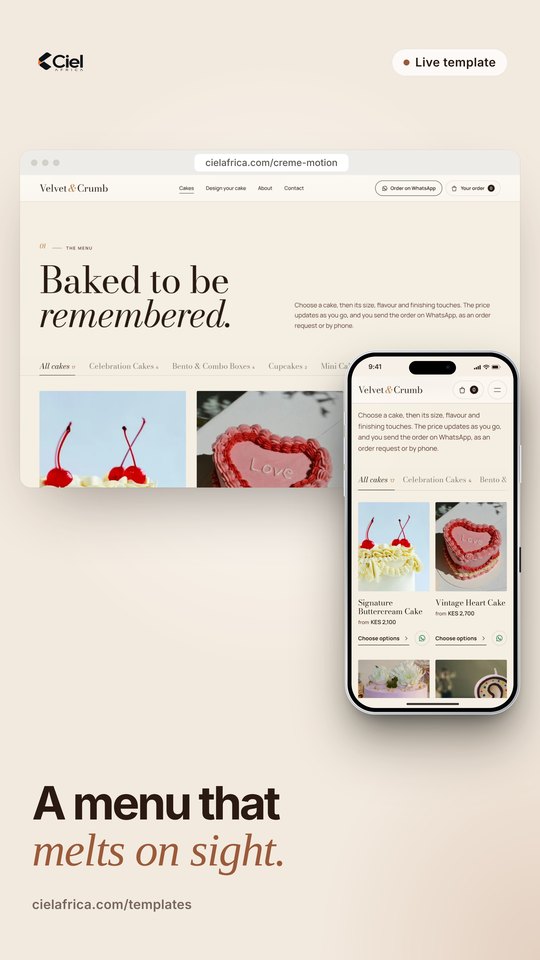 Ciel
AFRICA
Live template
cielafrica.com/creme-motion
Velvet & Crumb
Cakes
Design your cake
About
Contact
Order on WhatsApp
Your order 0
01 — THE MENU
Baked to be
remembered.
Choose a cake, then its size, flavour and finishing touches. The price
updates as you go, and you send the order on WhatsApp, as an
order request or by phone.
All cakes
Celebration Cakes
Bento & Combo Boxes
Cupcakes
Mini Ca
Love
9:41
Velvet & Crumb
0
Choose a cake, then its size, flavour and
finishing touches. The price updates as you go,
and you send the order on WhatsApp, as an
order request or by phone.
All cakes
Celebration Cakes
Bento &
Love
Signature
Buttercream Cake
from KES 2,100
Choose options
Vintage Heart Cake
from KES 2,700
Choose options
A menu that
melts on sight.
cielafrica.com/templates